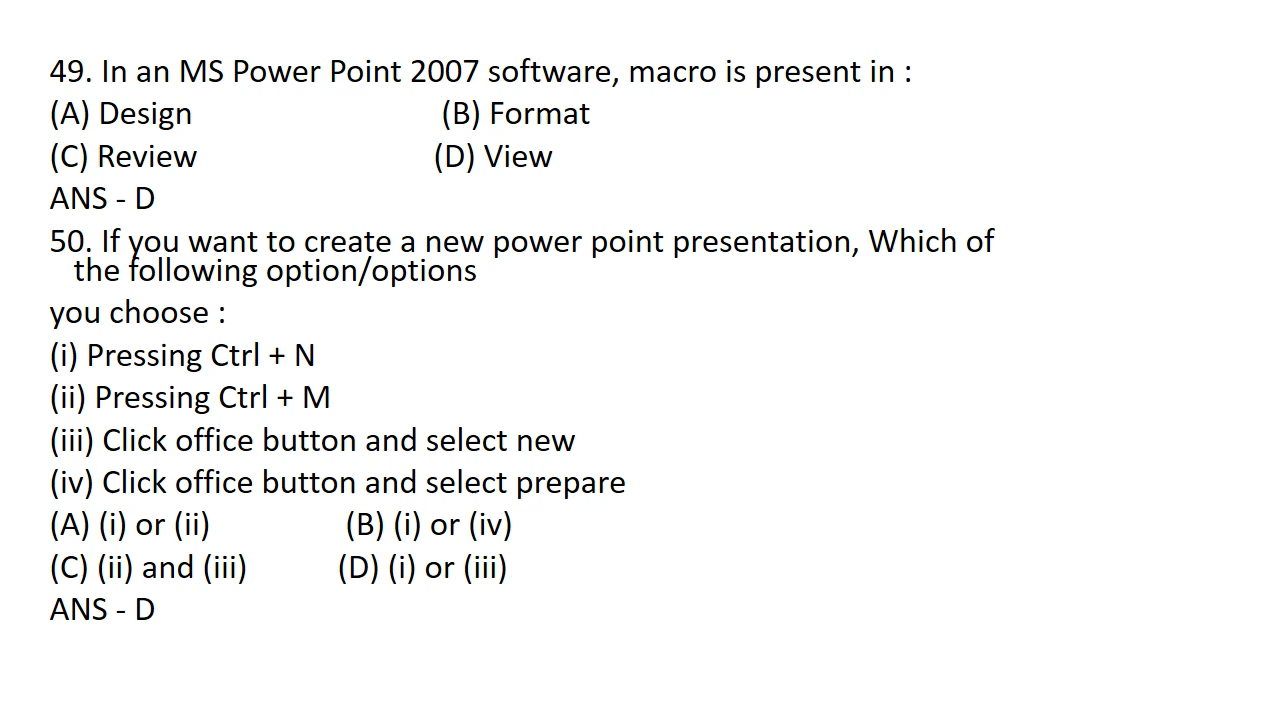 49. In an MS Power Point 2007 software, macro is present in :
(A) Design (B) Format
(C) Review (D) View
ANS - D
50. If you want to create a new power point presentation, Which of
the following option/options
you choose :
(i) Pressing Ctrl + N
(ii) Pressing Ctrl + M
(iii) Click office button and select new
(iv) Click office button and select prepare
(A) (i) or (ii) (B) (i) or (iv)
(C) (ii) and (iii) (D) (i) or (iii)
ANS - D